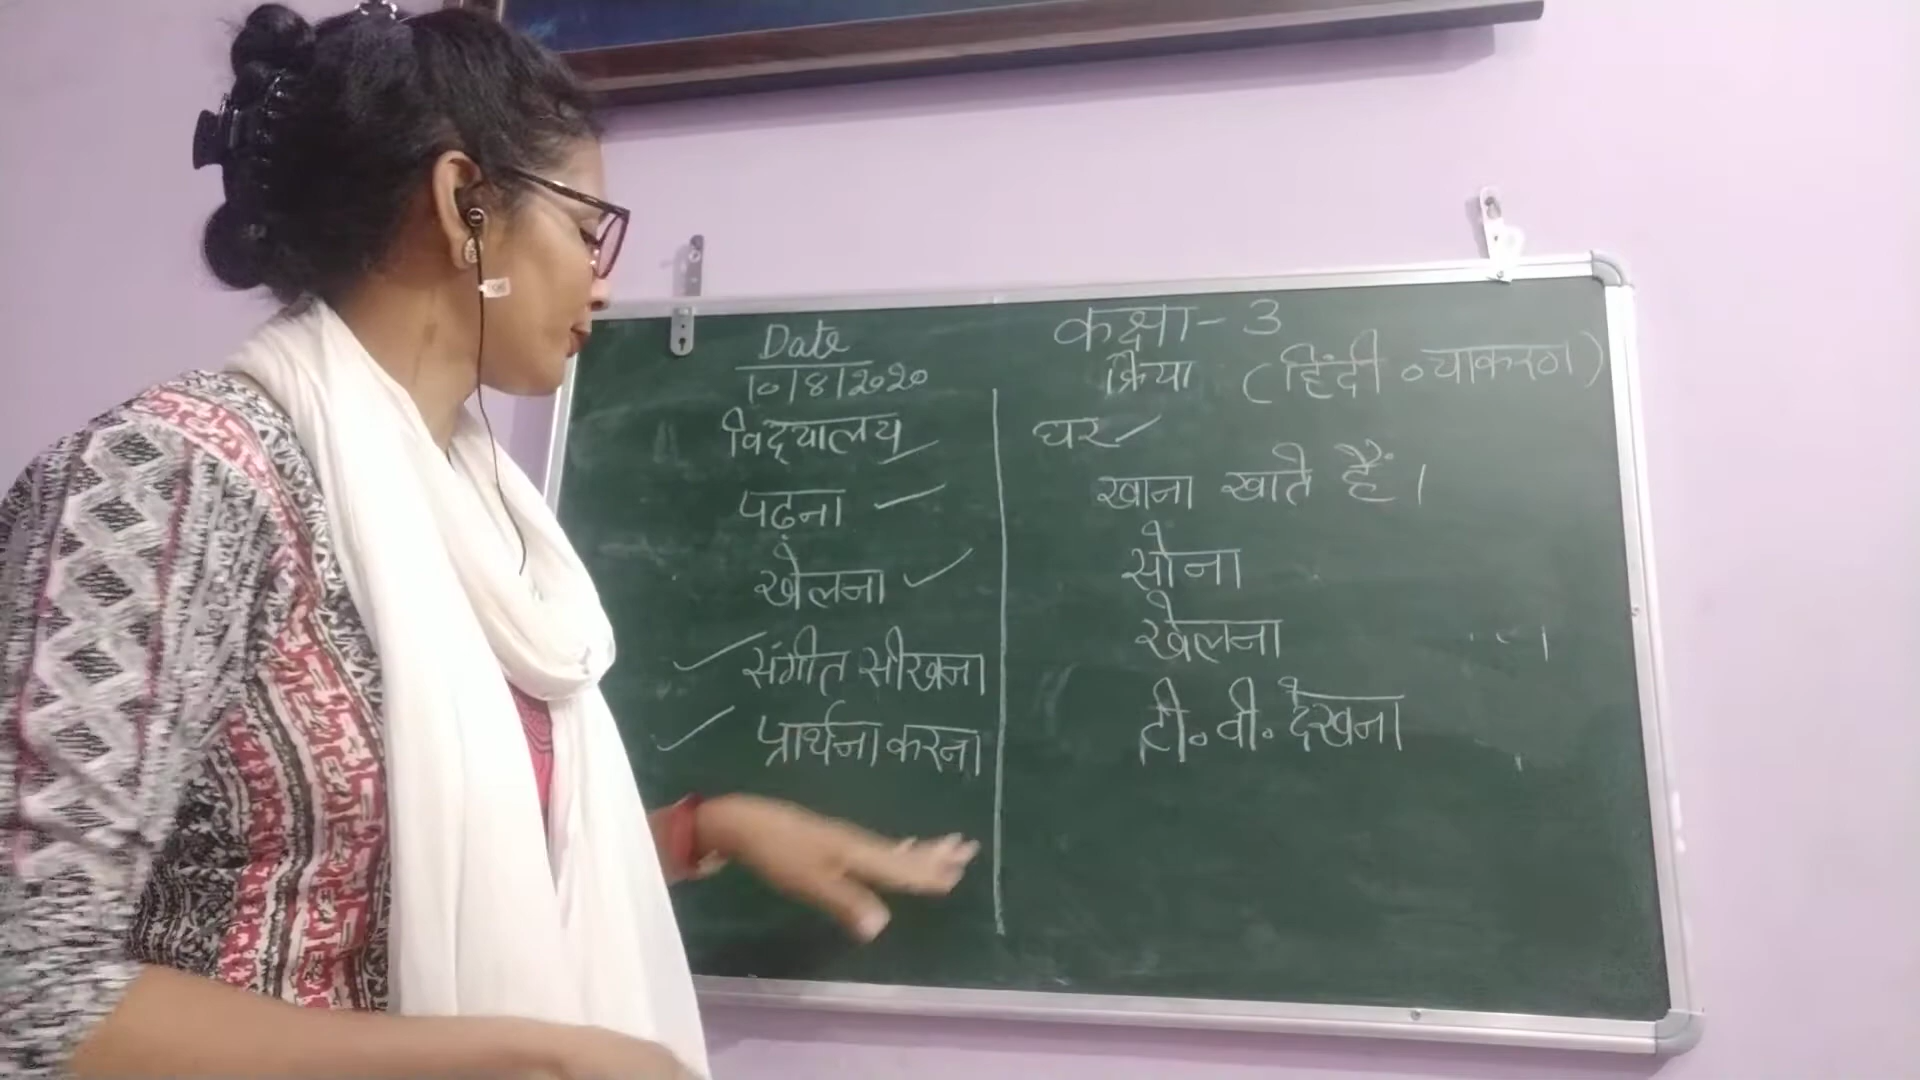 Date
10/8/2020
कक्षा - 3
क्रिया (हिंदी व्याकरण)
विद्यालय
पढ़ना
खेलना
संगीत सीखना
प्रार्थना करना
घर
खाना खाते हैं।
सोना
खेलना
टी. वी. देखना